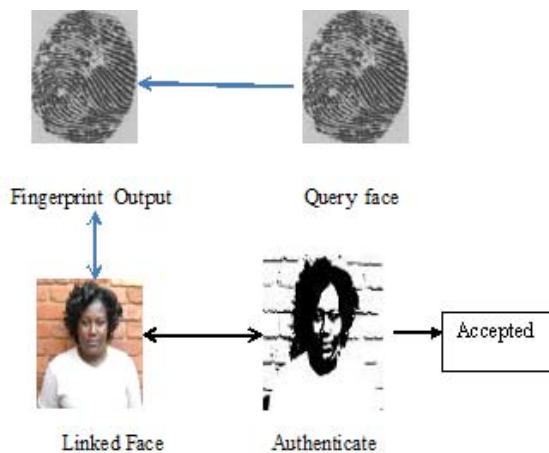 Fingerprint Output
Query face
Accepted
Linked Face
Authenticate